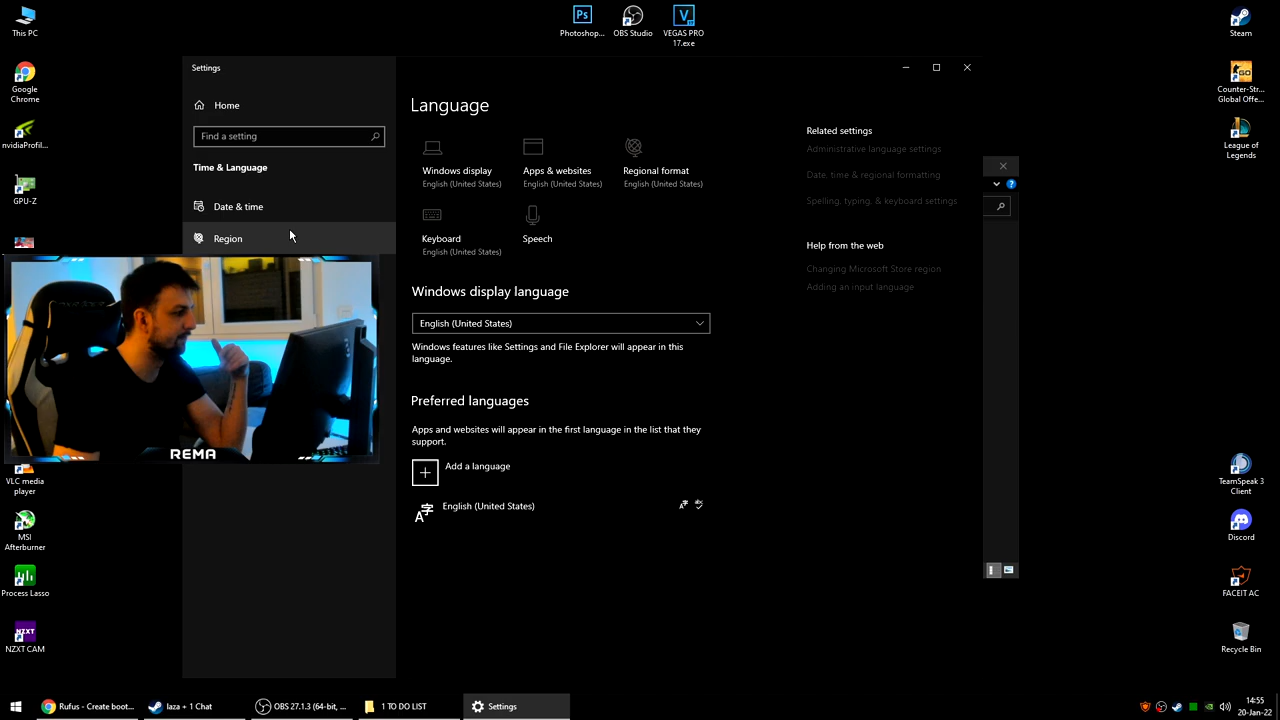 This PC
Photoshop...
OBS Studio
VEGAS PRO
17.exe
Steam
Google
Chrome
Counter-Str...
Global Offe...
nvidiaProfil...
League of
Legends
GPU-Z
Settings
Home
Find a setting
Time & Language
Date & time
Region
Language
Windows display
English (United States)
Apps & websites
English (United States)
Regional format
English (United States)
Keyboard
English (United States)
Speech
Windows display language
English (United States)
Windows features like Settings and File Explorer will appear in this
language.
Preferred languages
Apps and websites will appear in the first language in the list that they
support.
Add a language
English (United States)
Related settings
Administrative language settings
Date, time & regional formatting
Spelling, typing, & keyboard settings
Help from the web
Changing Microsoft Store region
Adding an input language
REMA
VLC media
player
MSI
Afterburner
Process Lasso
NZXT
NZXT CAM
TeamSpeak 3
Client
Discord
FACEIT AC
Recycle Bin
Rufus - Create boot...
laza + 1 Chat
OBS 27.1.3 (64-bit, ...
1 TO DO LIST
Settings
14:55
20-Jan-22